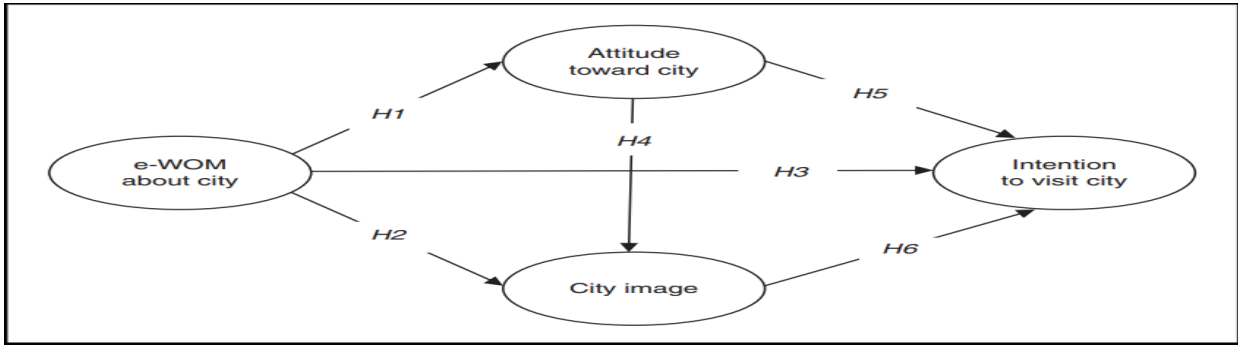 Attitude
toward city
H1
H5
H4
e-WOM
about city
H3
Intention
to visit city
H2
H6
City image